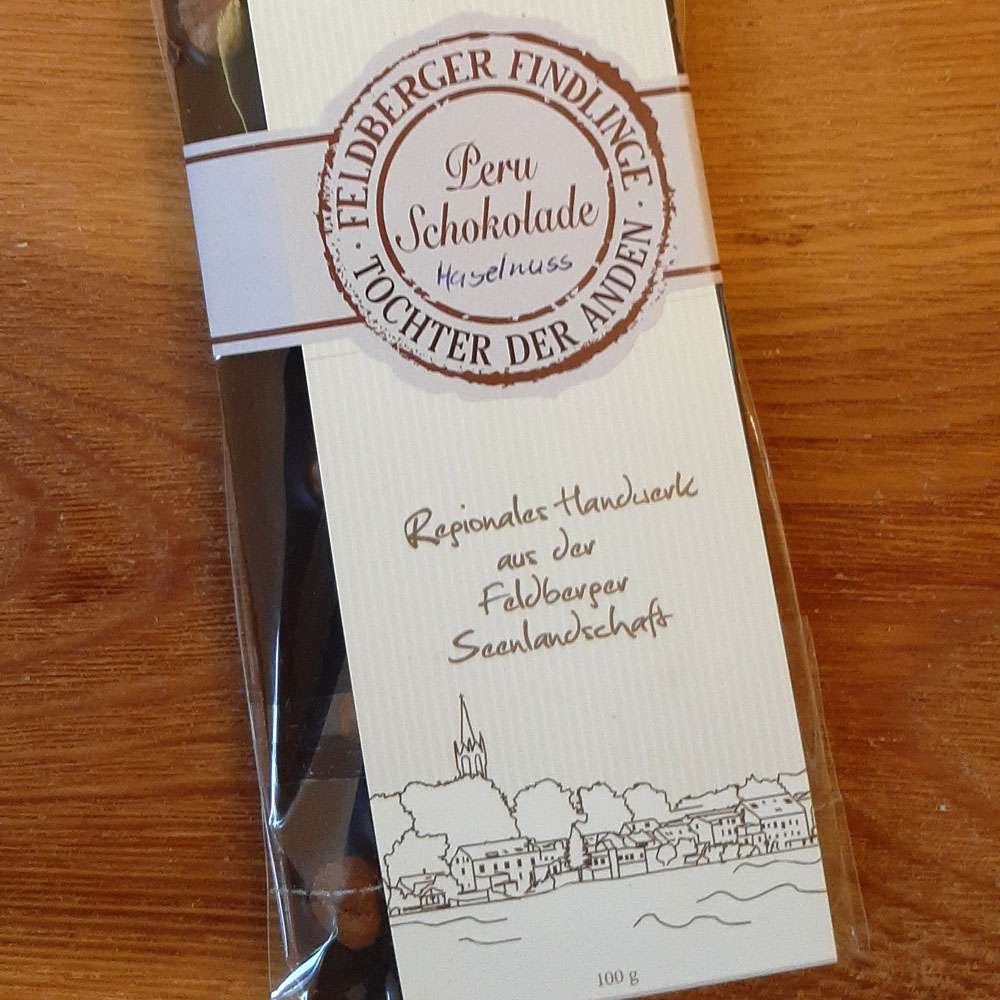 FELDBERGER FINDLINGE
Peru
Schokolade
Haselnuss
· TOCHTER DER ANDEN ·
Regionales Handwerk
aus der
Feldberger
Seenlandschaft
100 g